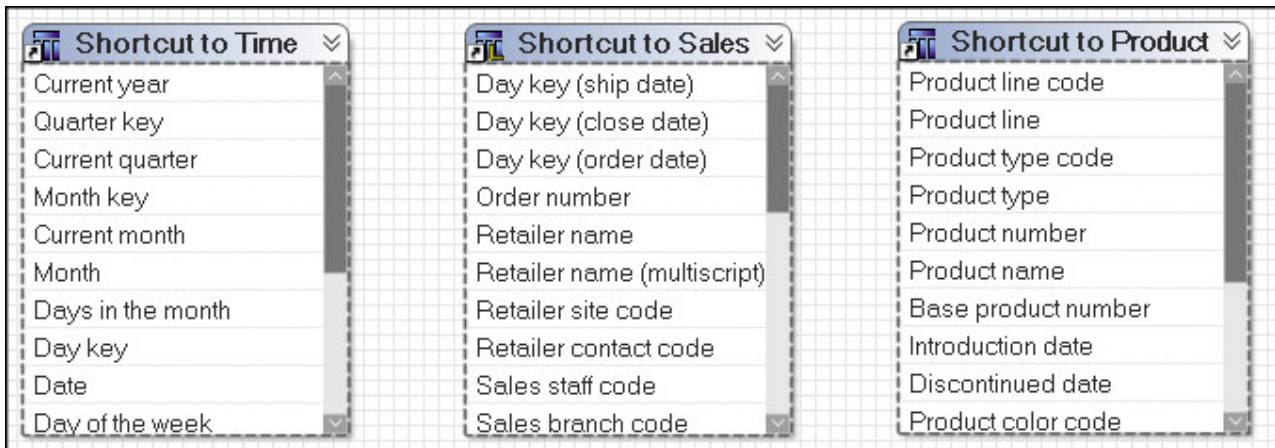 Shortcut to Time
Current year
Quarter key
Current quarter
Month key
Current month
Month
Days in the month
Day key
Date
Day of the week
Shortcut to Sales
Day key (ship date)
Day key (close date)
Day key (order date)
Order number
Retailer name
Retailer name (multiscript)
Retailer site code
Retailer contact code
Sales staff code
Sales branch code
Shortcut to Product
Product line code
Product line
Product type code
Product type
Product number
Product name
Base product number
Introduction date
Discontinued date
Product color code